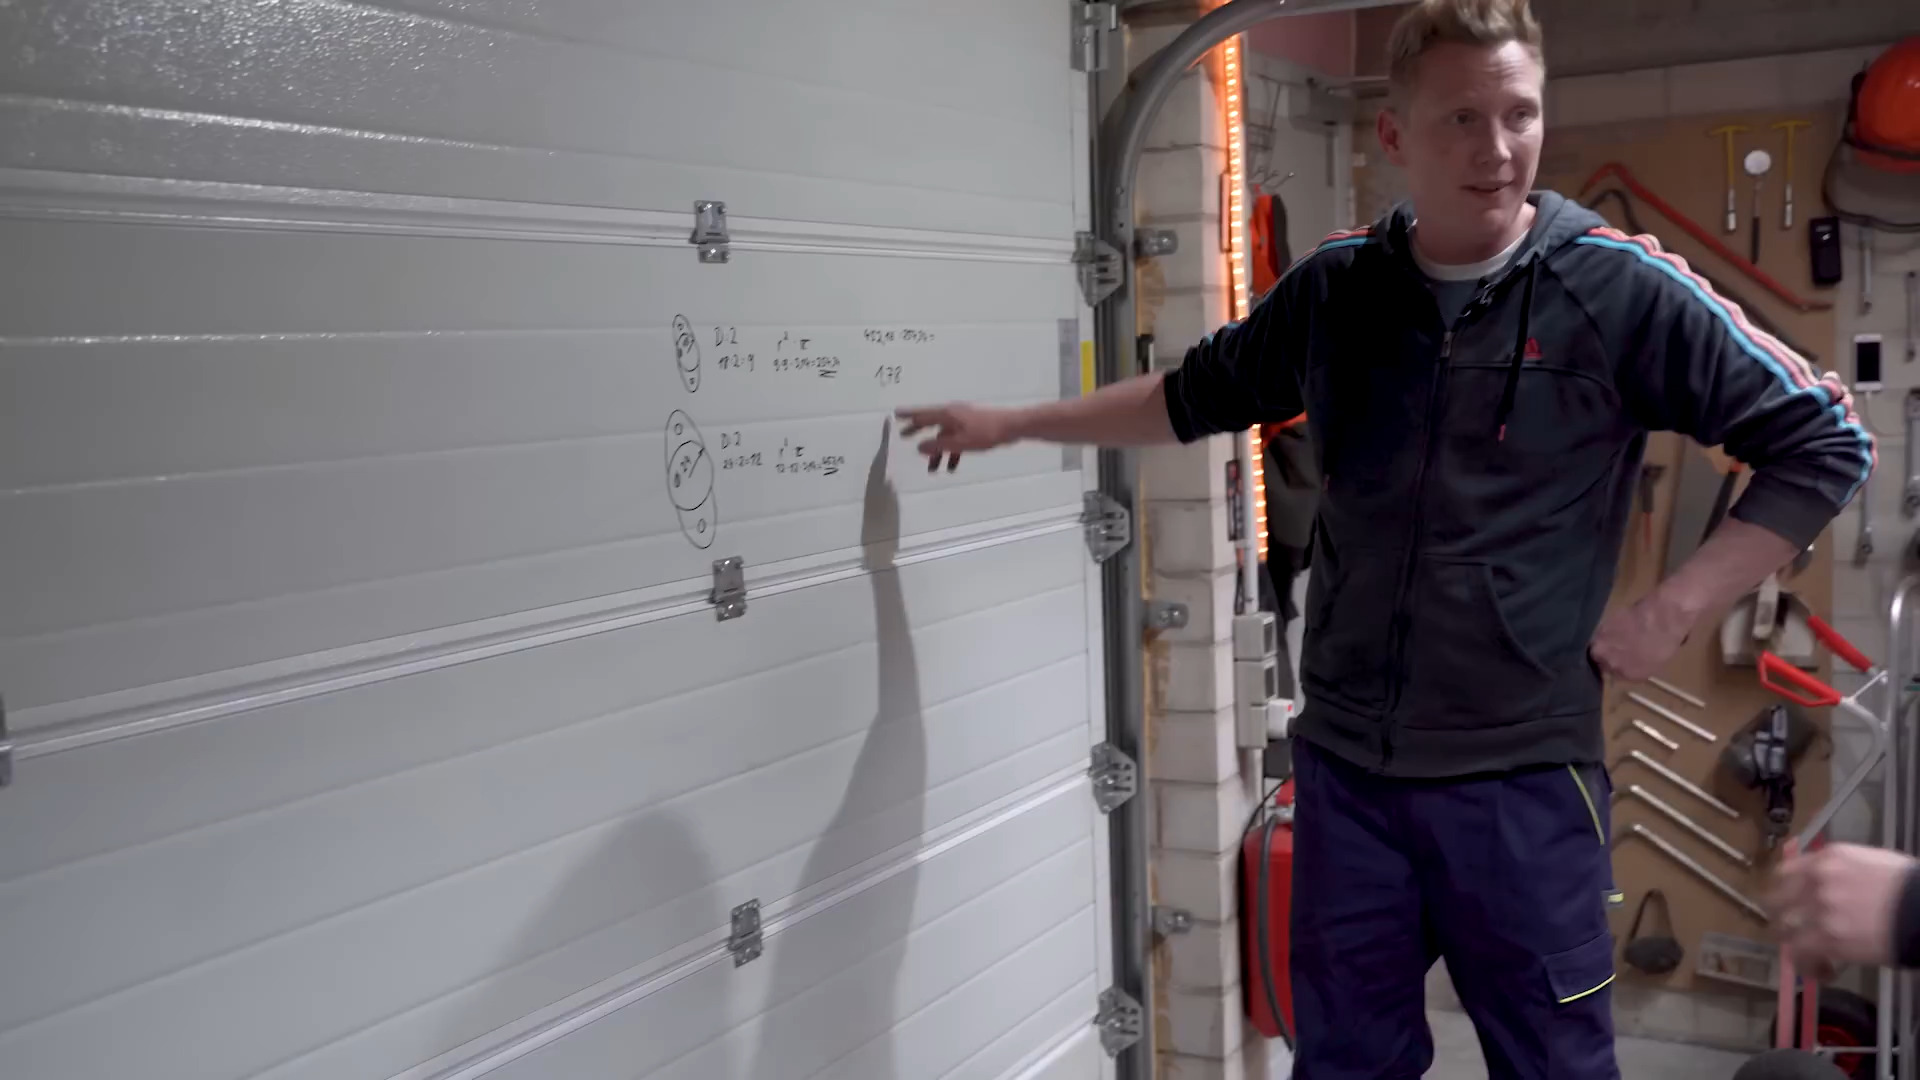 D:2
18:2=9
r² · π
9·9·3,14=254,34
452,16:254,34=
1,78
D:2
24:2=12
r² · π
12·12·3,14=452,16
24